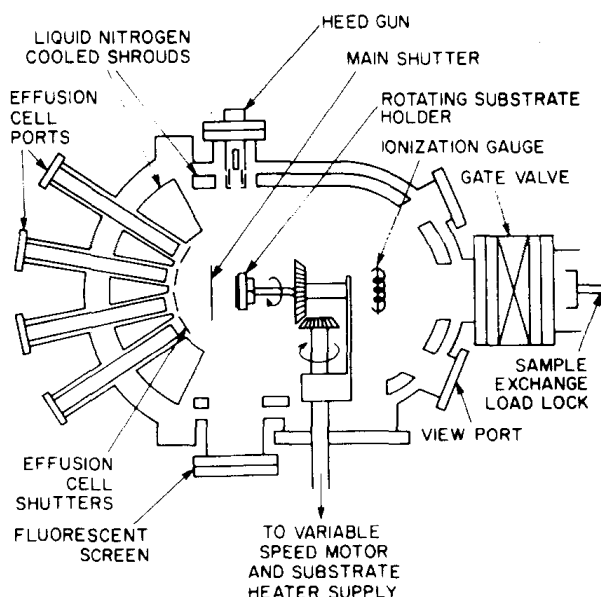 HEED GUN
LIQUID NITROGEN
COOLED SHROUDS
MAIN SHUTTER
EFFUSION
CELL
PORTS
ROTATING SUBSTRATE
HOLDER
IONIZATION GAUGE
GATE VALVE
SAMPLE
EXCHANGE
LOAD LOCK
VIEW PORT
EFFUSION
CELL
SHUTTERS
FLUORESCENT
SCREEN
TO VARIABLE
SPEED MOTOR
AND SUBSTRATE
HEATER SUPPLY